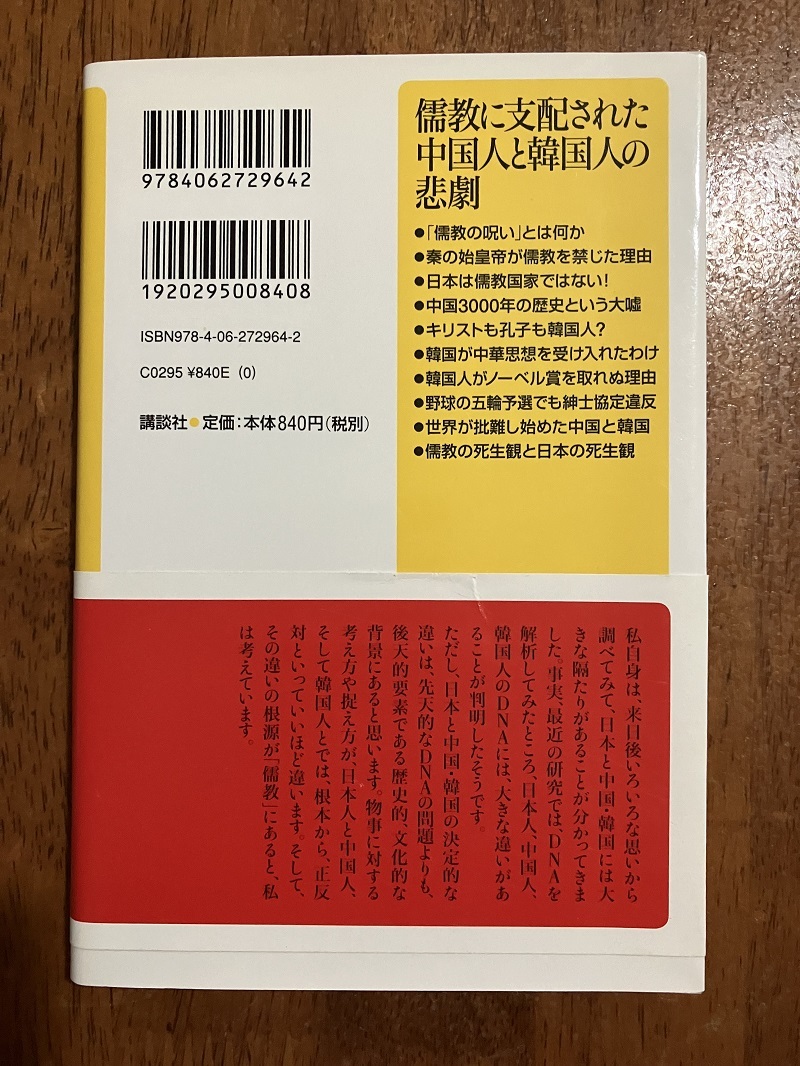 9784062729642
1920295008408
ISBN978-4-06-272964-2
C0295 ¥840E (0)
講談社●定価:本体840円(税別)
儒教に支配された
中国人と韓国人の
悲劇
●「儒教の呪い」とは何か
●秦の始皇帝が儒教を禁じた理由
●日本は儒教国家ではない!
●中国3000年の歴史という大嘘
●キリストも孔子も韓国人?
●韓国が中華思想を受け入れたわけ
●韓国人がノーベル賞を取れぬ理由
●野球の五輪予選でも紳士協定違反
●世界が批難し始めた中国と韓国
●儒教の死生観と日本の死生観
私自身は、来日後いろいろな思いから
調べてみて、日本と中国・韓国には大
きな隔たりがあることが分かってきま
した。事実、最近の研究では、DNAを
解析してみたところ、日本人、中国人、
韓国人のDNAには、大きな違いがあ
ることが判明したそうです。
ただし、日本と中国・韓国の決定的な
違いは、先天的なDNAの問題よりも、
後天的要素である歴史的、文化的な
背景にあると思います。物事に対する
考え方や捉え方が、日本人と中国人、
そして韓国人とでは、根本から、正反
対といっていいほど違います。そして、
その違いの根源が「儒教」にあると、私
は考えています。